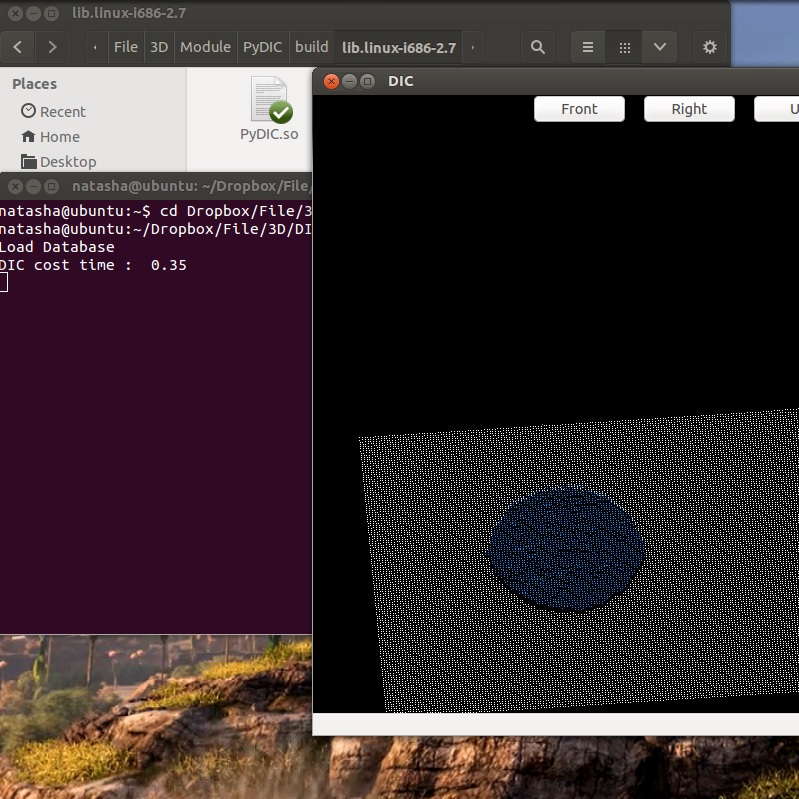 lib.linux-i686-2.7
File 3D Module PyDIC build lib.linux-i686-2.7
Places
Recent
Home
Desktop
PyDIC.so
DIC
Front Right U
natasha@ubuntu: ~/Dropbox/File/
natasha@ubuntu:~$ cd Dropbox/File/3
natasha@ubuntu:~/Dropbox/File/3D/DI
Load Database
DIC cost time :  0.35